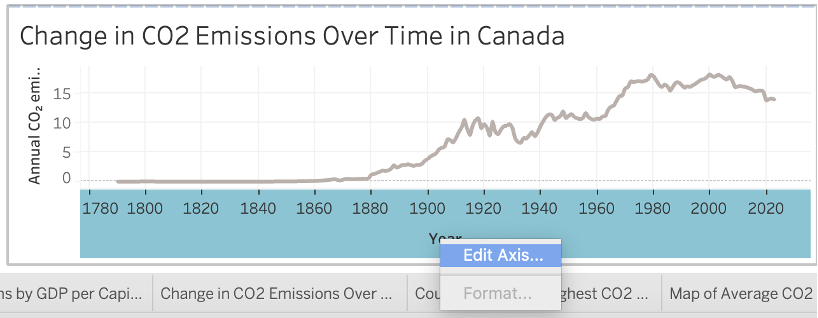 Change in CO2 Emissions Over Time in Canada
Annual CO₂ emi..
15
10
5
0
1780 1800 1820 1840 1860 1880 1900 1920 1940 1960 1980 2000 2020
Year
Edit Axis...
Format...
ns by GDP per Capi... Change in CO2 Emissions Over ... Cou ghest CO2 ... Map of Average CO2